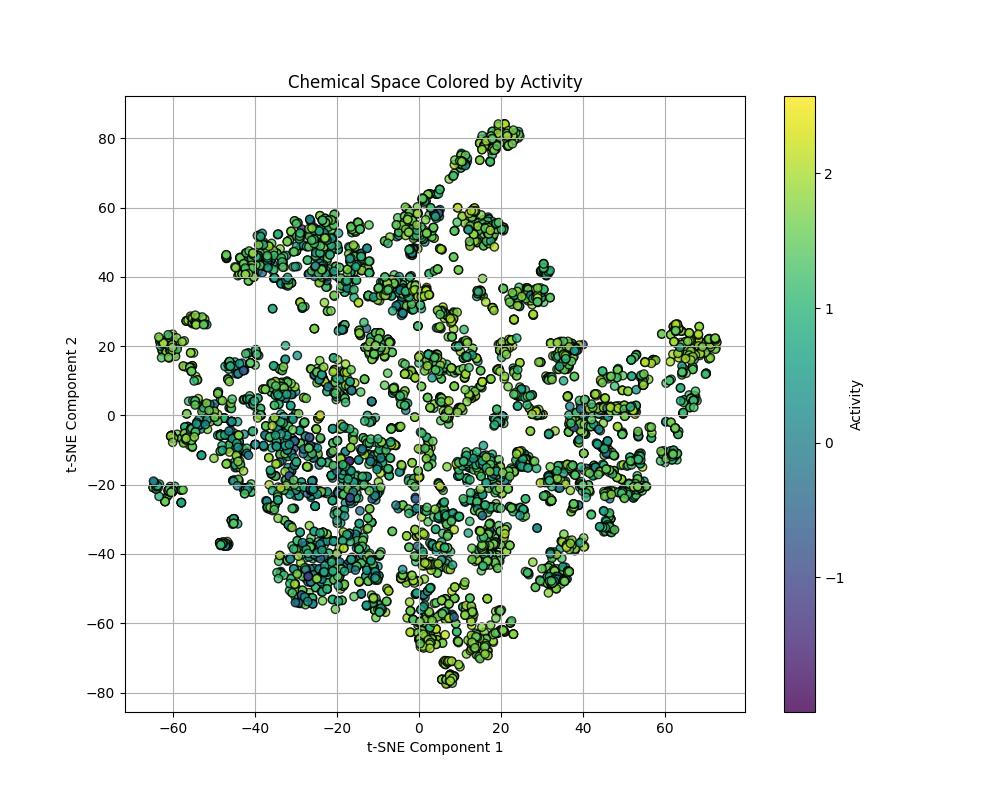 Chemical Space Colored by Activity
80
60
40
20
0
−20
−40
−60
−80
t-SNE Component 2
−60 −40 −20 0 20 40 60
t-SNE Component 1
2
1
0
−1
Activity